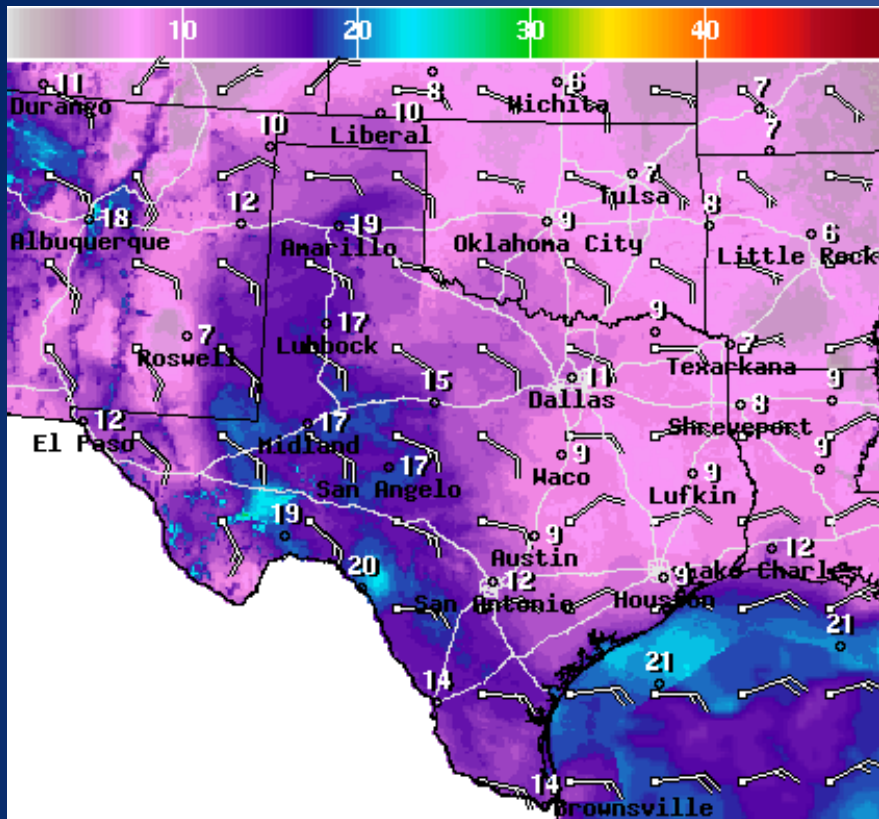 10 20 30 40
11
Durango
8
6
Wichita
7
10
Liberal
10
7
7
Tulsa
18
Albuquerque
12
19
Amarillo
9
Oklahoma City
8
6
Little Rock
7
Roswell
17
Lubbock
9
7
Texarkana
15
11
Dallas
8
Shreveport
9
12
El Paso
17
Midland
17
San Angelo
9
Waco
9
Lufkin
9
19
9
Austin
12
Lake Charles
20
12
San Antonio
9
Houston
21
21
14
14
Brownsville